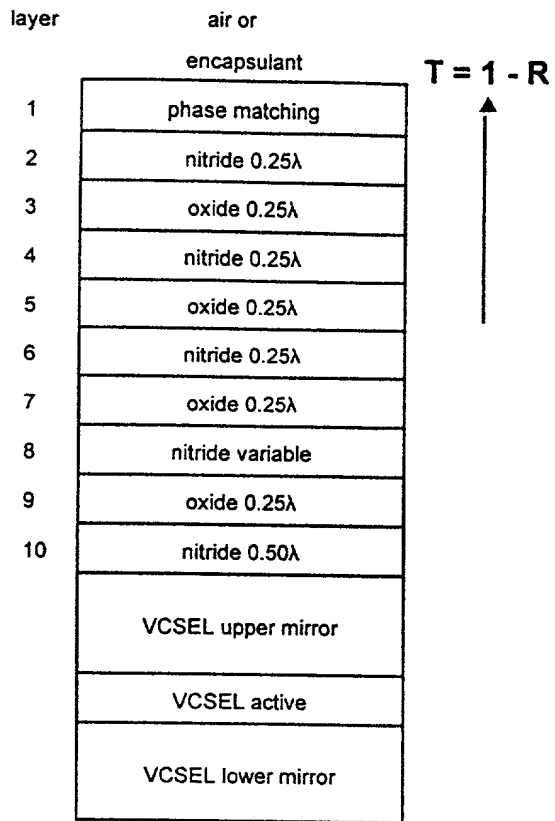 layer air or
encapsulant
T = 1 - R
1 phase matching
2 nitride 0.25λ
3 oxide 0.25λ
4 nitride 0.25λ
5 oxide 0.25λ
6 nitride 0.25λ
7 oxide 0.25λ
8 nitride variable
9 oxide 0.25λ
10 nitride 0.50λ
VCSEL upper mirror
VCSEL active
VCSEL lower mirror